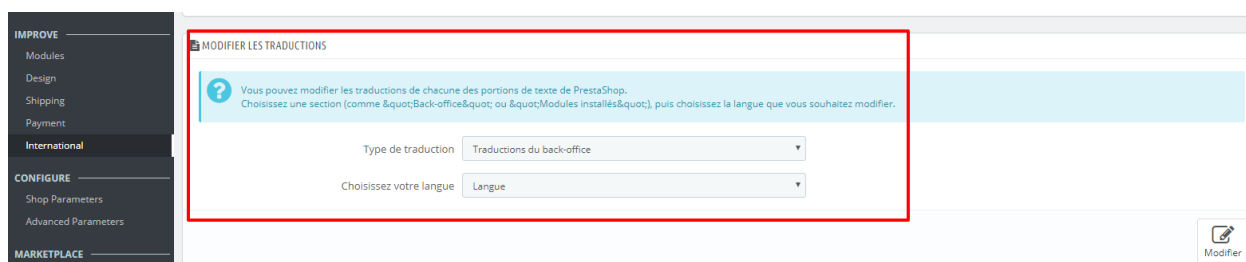 IMPROVE
Modules
Design
Shipping
Payment
International
CONFIGURE
Shop Parameters
Advanced Parameters
MARKETPLACE
MODIFIER LES TRADUCTIONS
Vous pouvez modifier les traductions de chacune des portions de texte de PrestaShop.
Choisissez une section (comme &quot;Back-office&quot; ou &quot;Modules installés&quot;), puis choisissez la langue que vous souhaitez modifier.
Type de traduction Traductions du back-office
Choisissez votre langue Langue
Modifier